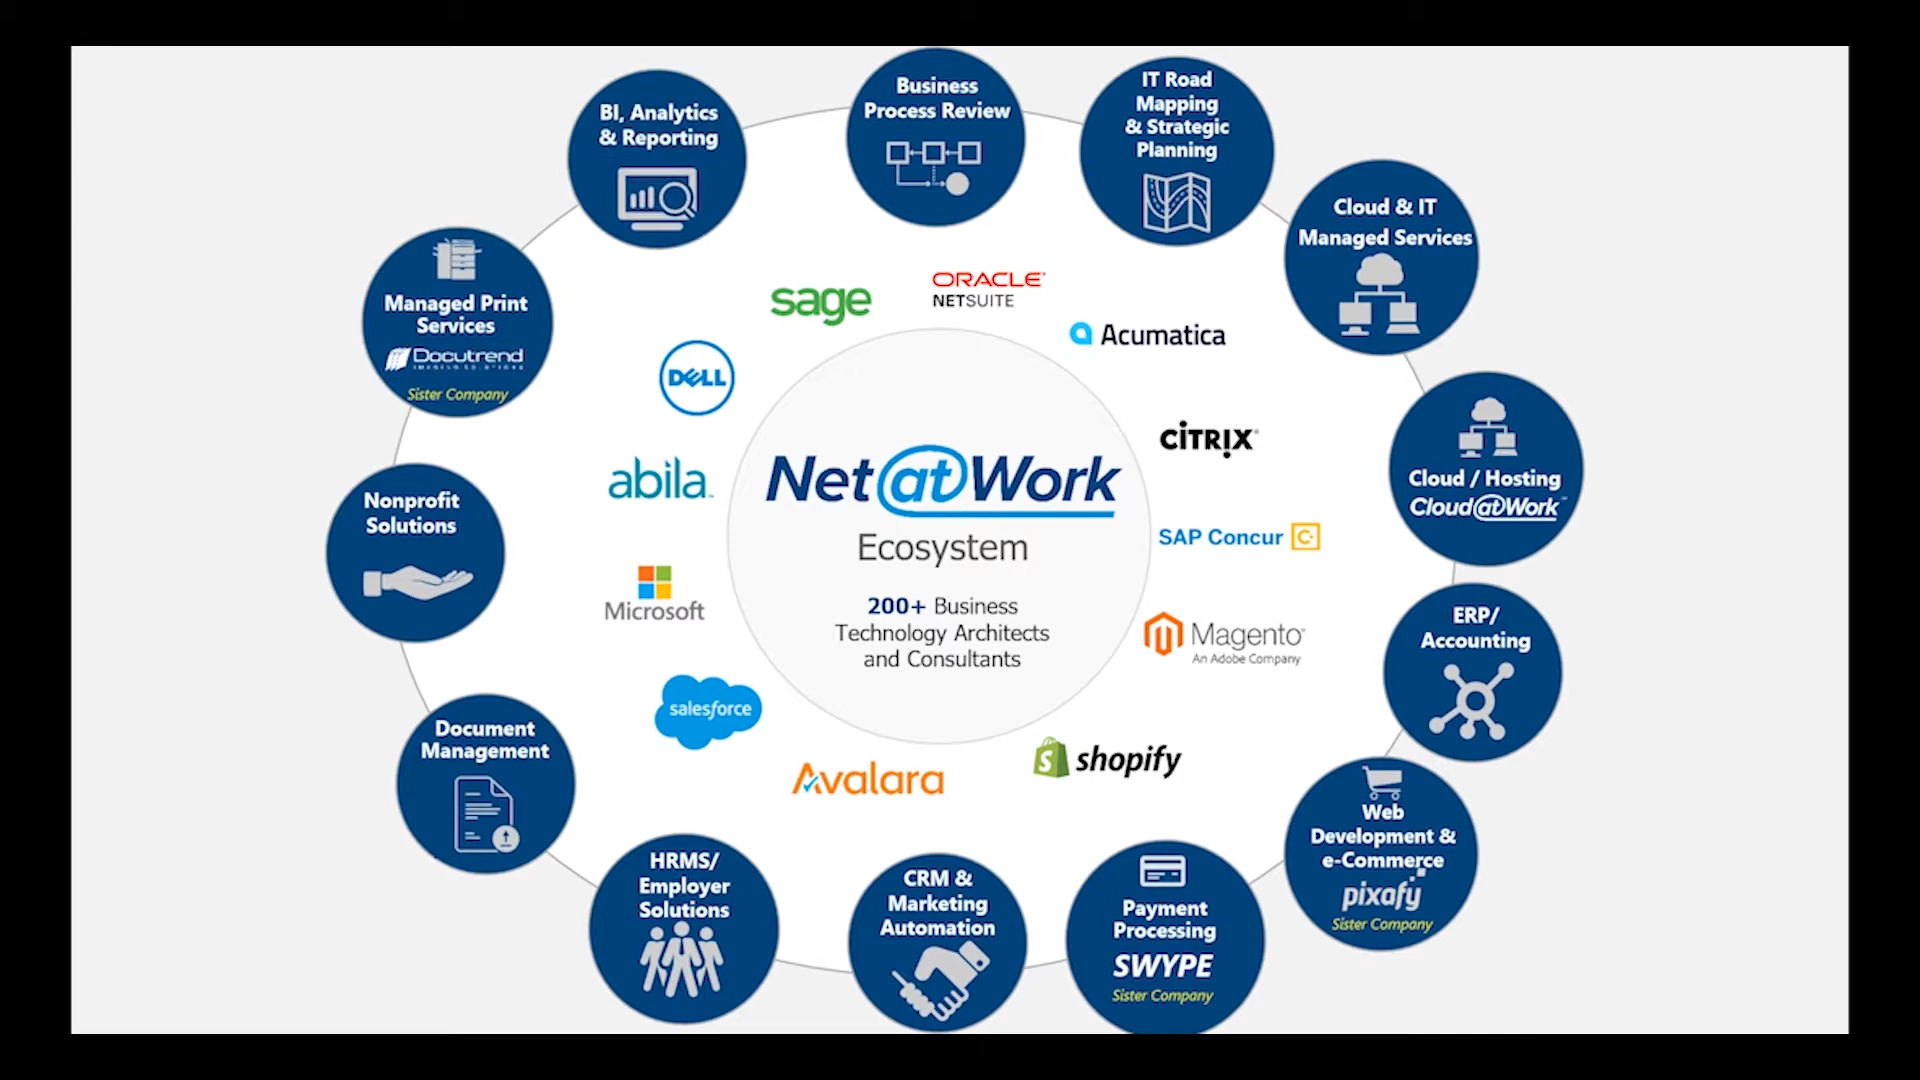 Business
Process Review
IT Road
Mapping
& Strategic
Planning
BI, Analytics
& Reporting
Cloud & IT
Managed Services
Managed Print
Services
Docutrend
IMAGING SOLUTIONS
Sister Company
sage
ORACLE
NETSUITE
Acumatica
DELL
CiTRIX
Cloud / Hosting
Cloud@Work
abila
Net@Work
Ecosystem
200+ Business
Technology Architects
and Consultants
SAP Concur C
Nonprofit
Solutions
Microsoft
Magento
An Adobe Company
ERP/
Accounting
salesforce
Avalara
shopify
Document
Management
Web
Development &
e-Commerce
pixafy
Sister Company
HRMS/
Employer
Solutions
CRM &
Marketing
Automation
Payment
Processing
SWYPE
Sister Company